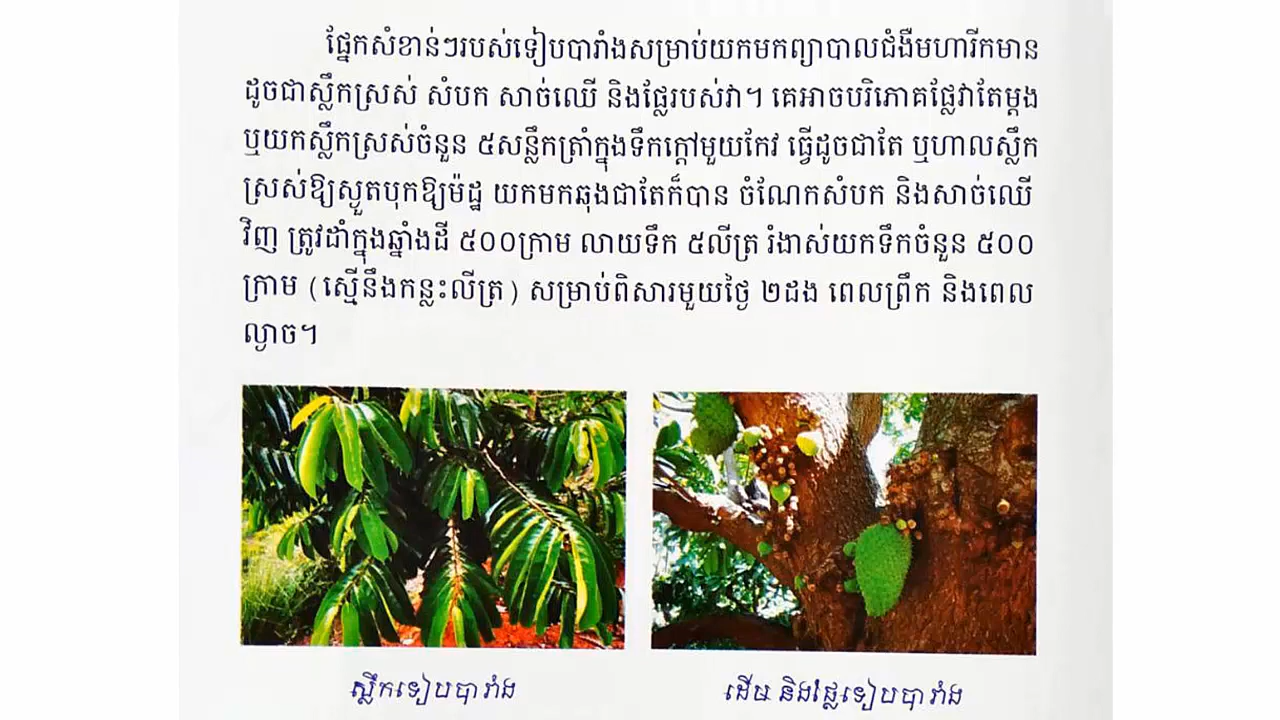 ផ្នែកសំខាន់ៗរបស់ទៀបបារាំងសម្រាប់យកមកព្យាបាលជំងឺមហារីកមាន
ដូចជាស្លឹកស្រស់ សំបក សាច់ឈើ និងផ្លែរបស់វា។ គេអាចបរិភោគផ្លែវាតែម្ដង
ឬយកស្លឹកស្រស់ចំនួន ៥សន្លឹកត្រាំក្នុងទឹកក្ដៅមួយកែវ ធ្វើដូចជាតែ ឬហាលស្លឹក
ស្រស់ឱ្យស្ងួតបុកឱ្យម៉ដ្ឋ យកមកឆុងជាតែក៏បាន ចំណែកសំបក និងសាច់ឈើ
វិញ ត្រូវដាំក្នុងឆ្នាំងដី ៥០០ក្រាម លាយទឹក ៥លីត្រ រំងាស់យកទឹកចំនួន ៥០០
ក្រាម (ស្មើនឹងកន្លះលីត្រ) សម្រាប់ពិសារមួយថ្ងៃ ២ដង ពេលព្រឹក និងពេល
ល្ងាច។
ស្លឹកទៀបបារាំង
ដើម និងផ្លែទៀបបារាំង